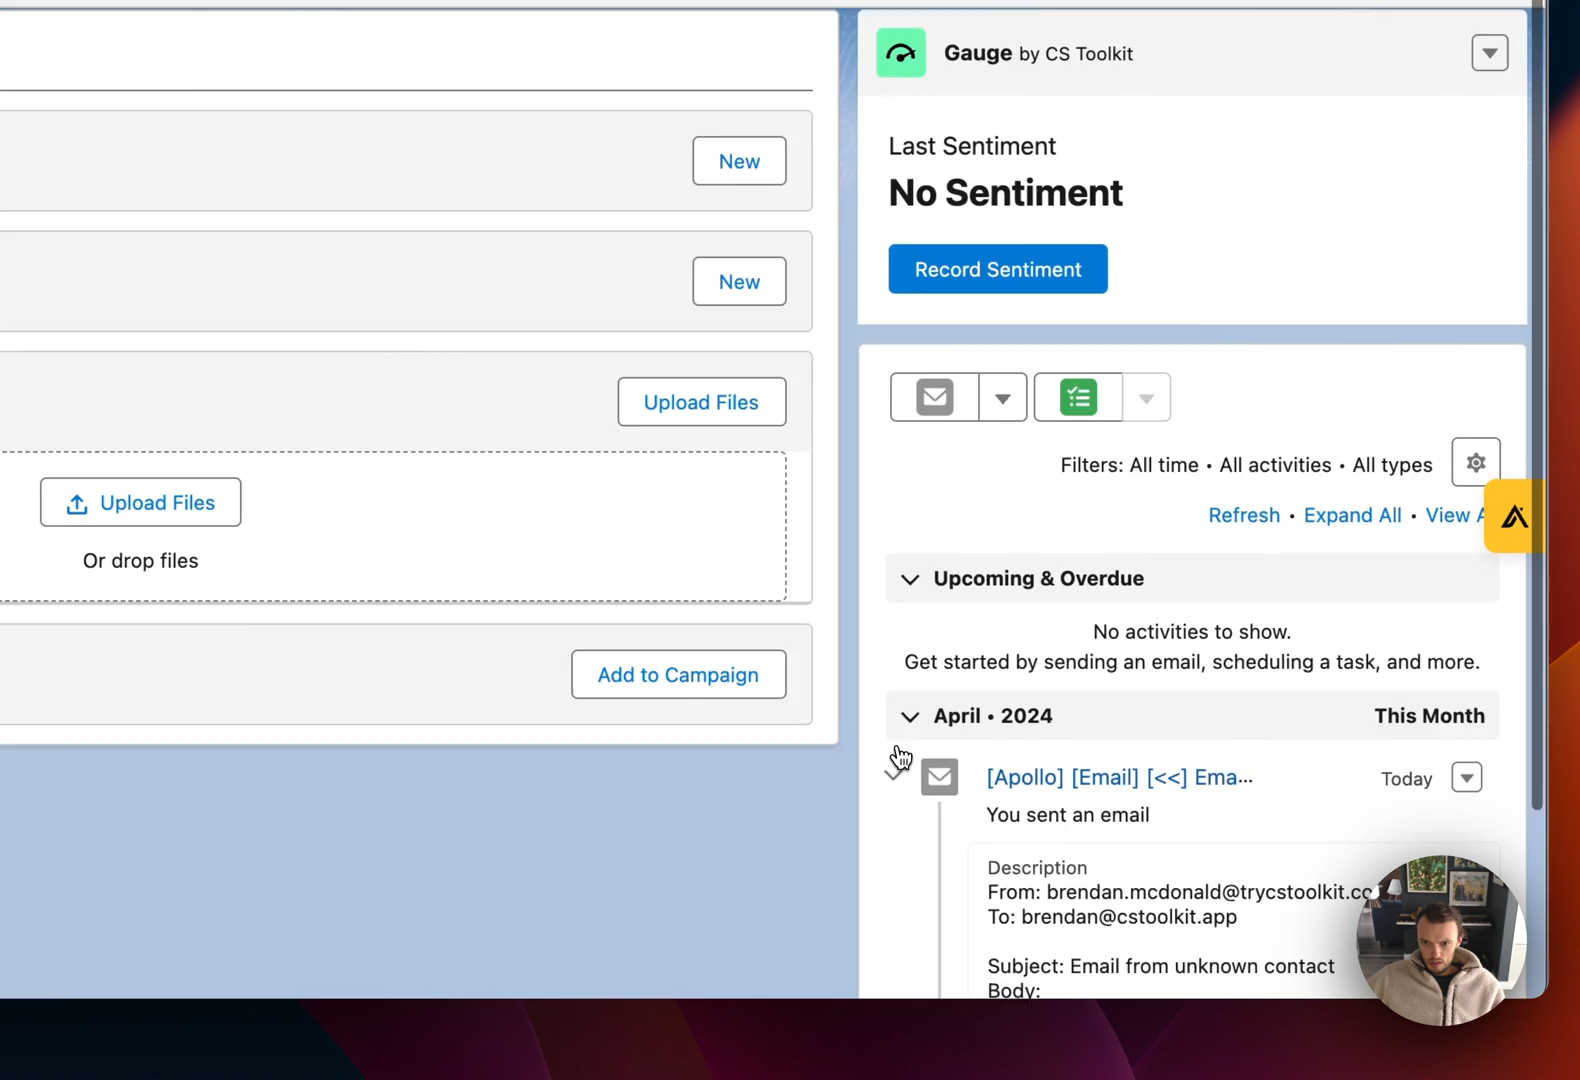 Gauge by CS Toolkit
Last Sentiment
No Sentiment
Record Sentiment
New
New
Upload Files
Upload Files
Or drop files
Add to Campaign
Filters: All time • All activities • All types
Refresh • Expand All • View A
Upcoming & Overdue
No activities to show.
Get started by sending an email, scheduling a task, and more.
April • 2024 This Month
[Apollo] [Email] [<<] Ema... Today
You sent an email
Description
From: brendan.mcdonald@trycstoolkit.co
To: brendan@cstoolkit.app
Subject: Email from unknown contact
Body: